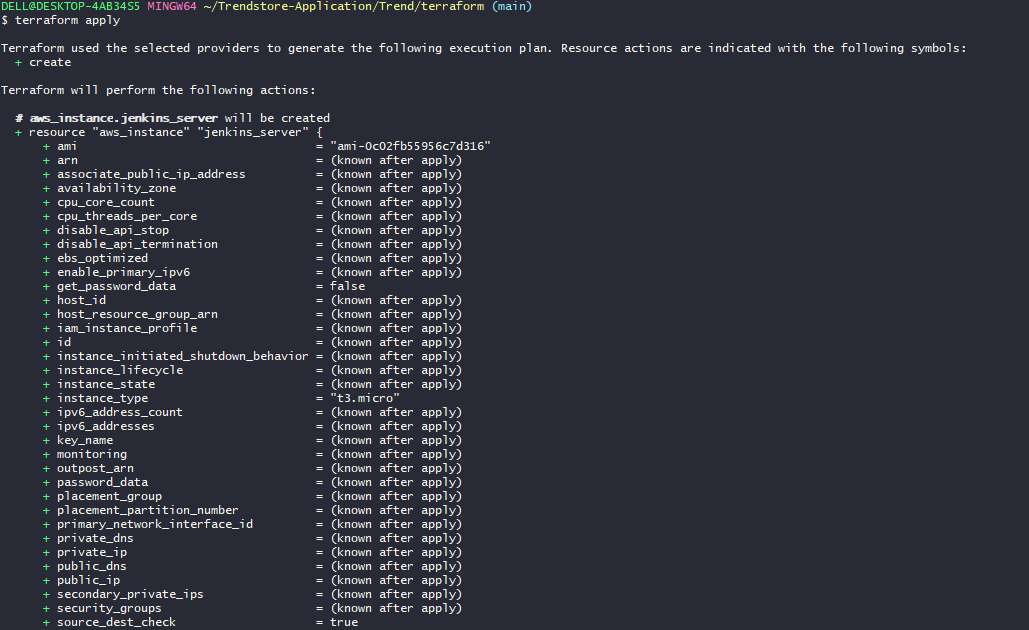 DELL@DESKTOP-4AB34S5 MINGW64 ~/Trendstore-Application/Trend/terraform (main)
$ terraform apply
Terraform used the selected providers to generate the following execution plan. Resource actions are indicated with the following symbols:
+ create
Terraform will perform the following actions:
# aws_instance.jenkins_server will be created
+ resource "aws_instance" "jenkins_server" {
+ ami = "ami-0c02fb55956c7d316"
+ arn = (known after apply)
+ associate_public_ip_address = (known after apply)
+ availability_zone = (known after apply)
+ cpu_core_count = (known after apply)
+ cpu_threads_per_core = (known after apply)
+ disable_api_stop = (known after apply)
+ disable_api_termination = (known after apply)
+ ebs_optimized = (known after apply)
+ enable_primary_ipv6 = (known after apply)
+ get_password_data = false
+ host_id = (known after apply)
+ host_resource_group_arn = (known after apply)
+ iam_instance_profile = (known after apply)
+ id = (known after apply)
+ instance_initiated_shutdown_behavior = (known after apply)
+ instance_lifecycle = (known after apply)
+ instance_state = (known after apply)
+ instance_type = "t3.micro"
+ ipv6_address_count = (known after apply)
+ ipv6_addresses = (known after apply)
+ key_name = (known after apply)
+ monitoring = (known after apply)
+ outpost_arn = (known after apply)
+ password_data = (known after apply)
+ placement_group = (known after apply)
+ placement_partition_number = (known after apply)
+ primary_network_interface_id = (known after apply)
+ private_dns = (known after apply)
+ private_ip = (known after apply)
+ public_dns = (known after apply)
+ public_ip = (known after apply)
+ secondary_private_ips = (known after apply)
+ security_groups = (known after apply)
+ source_dest_check = true